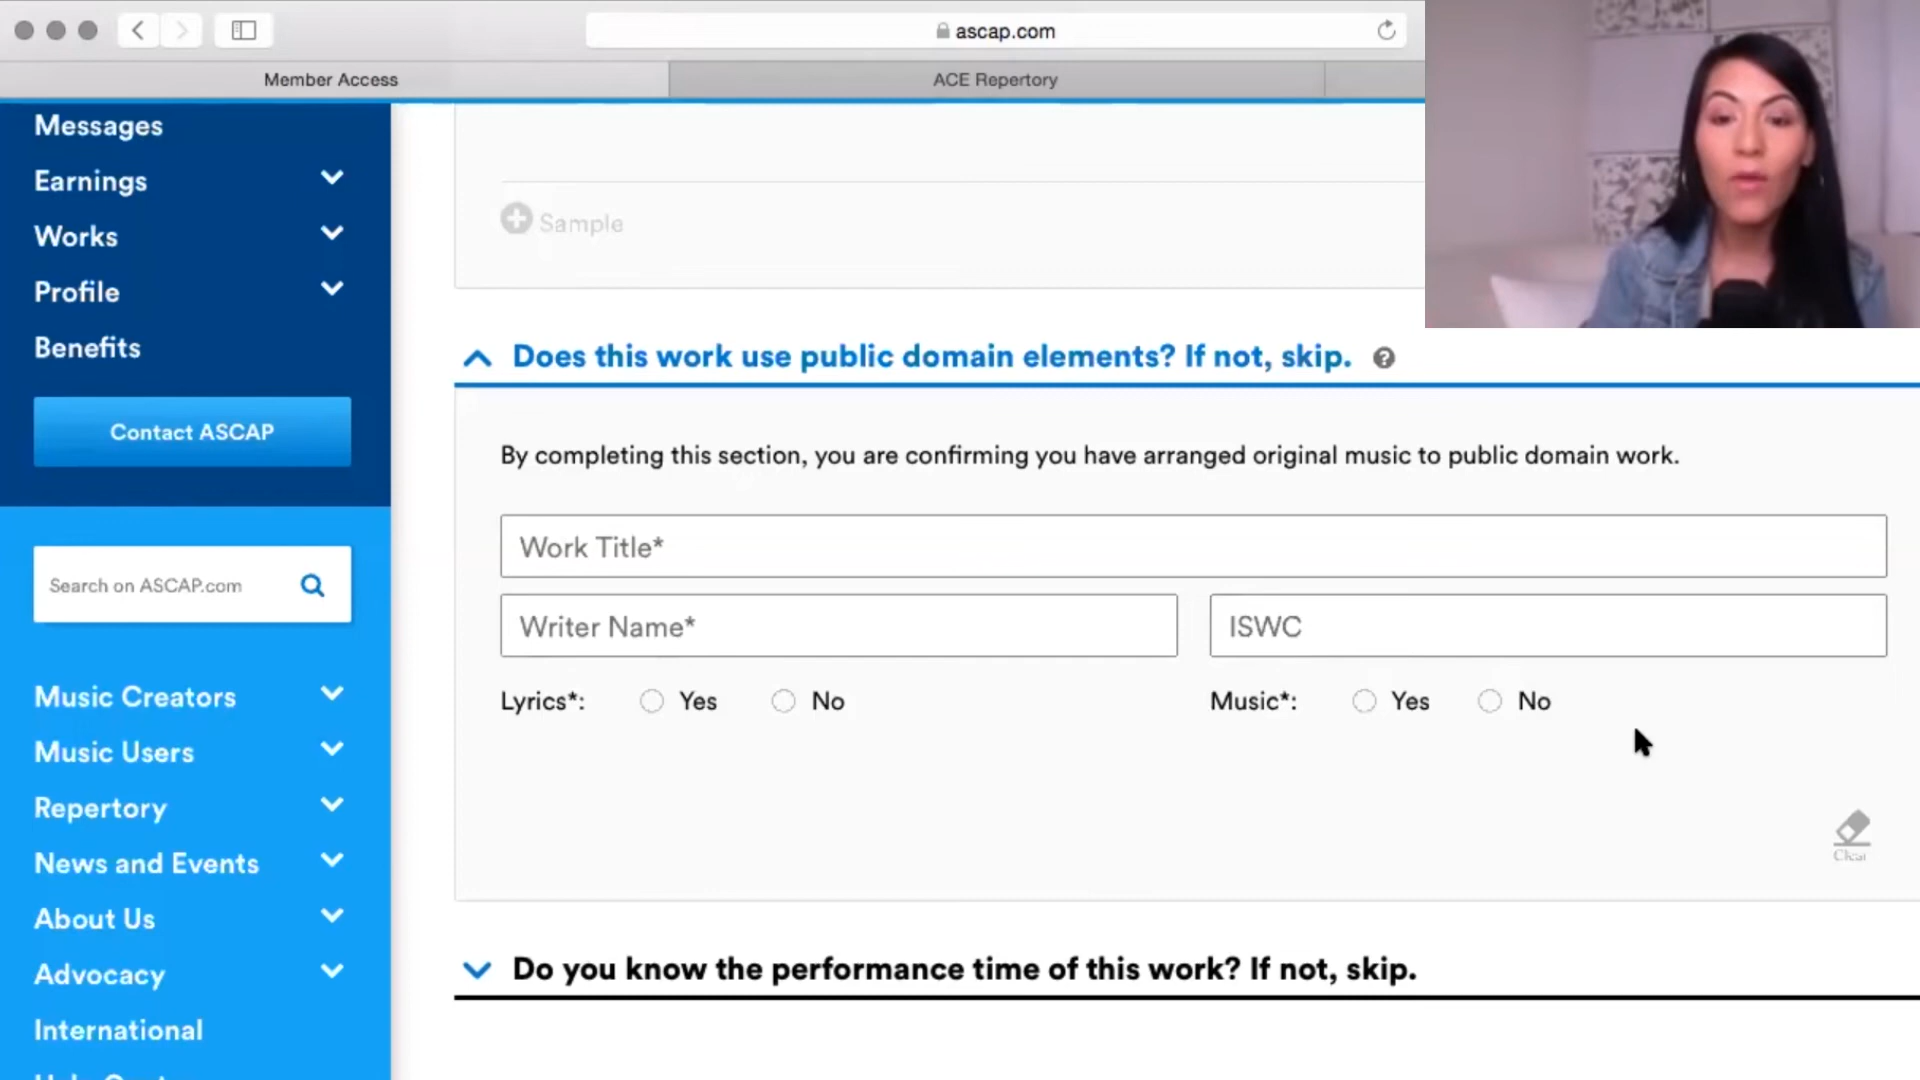 ascap.com
Member Access
ACE Repertory
Messages
Earnings
Works
Profile
Benefits
Contact ASCAP
Search on ASCAP.com
Music Creators
Music Users
Repertory
News and Events
About Us
Advocacy
International
Sample
Does this work use public domain elements? If not, skip.
?
By completing this section, you are confirming you have arranged original music to public domain work.
Work Title*
Writer Name*
ISWC
Lyrics*: Yes No
Music*: Yes No
Clear
Do you know the performance time of this work? If not, skip.